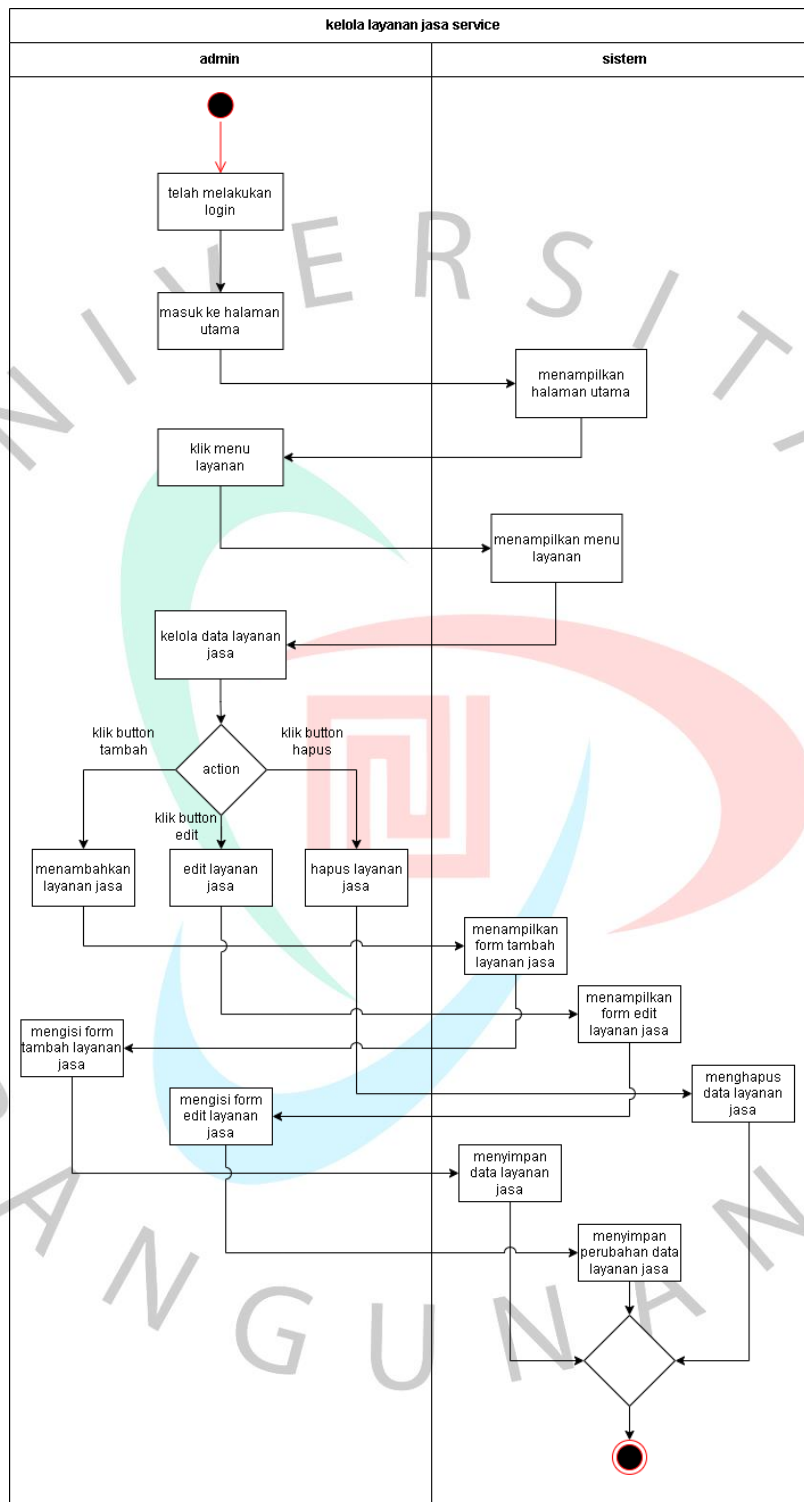 kelola layanan jasa service
admin
sistem
telah melakukan
login
masuk ke halaman
utama
menampilkan
halaman utama
klik menu
layanan
menampilkan menu
layanan
kelola data layanan
jasa
klik button
tambah
klik button
hapus
action
klik button
edit
menambahkan
layanan jasa
edit layanan
jasa
hapus layanan
jasa
menampilkan
form tambah
layanan jasa
menampilkan
form edit
layanan jasa
mengisi form
tambah layanan
jasa
menghapus
data layanan
jasa
mengisi form
edit layanan
jasa
menyimpan
data layanan
jasa
menyimpan
perubahan data
layanan jasa